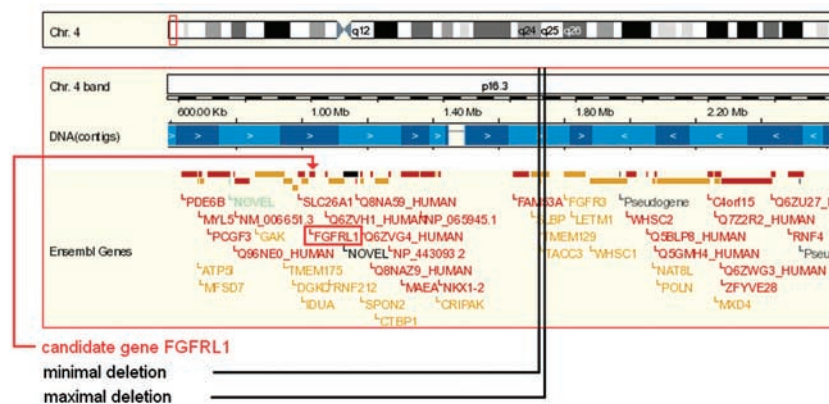 Chr. 4 q12 q24 q25 q26
Chr. 4 band p16.3
600.00 Kb 1.00 Mb 1.40 Mb 1.80 Mb 2.20 Mb
DNA(contigs) > > > > > > > > > < < < < <
PDE6B NOVEL SLC26A1 Q8NA59_HUMAN FAM53A FGFR3 Pseudogene C4orf15 Q6ZU27_H
MYL5 NM_006651.3 Q6ZVH1_HUMAN NP_065945.1 SLBP LETM1 WHSC2 Q7Z2R2_HUMAN
PCGF3 GAK FGFRL1 Q6ZVG4_HUMAN TMEM129 Q5BLP8_HUMAN RNF4
Ensembl Genes Q96NE0_HUMAN NOVEL NP_443093.2 TACC3 WHSC1 Q5GMH4_HUMAN Pseu
ATP5I TMEM175 Q8NAZ9_HUMAN NAT8L Q6ZWG3_HUMAN
MFSD7 RNF212 MAEA NKX1-2 POLN ZFYVE28
IDUA SPON2 CRIPAK MXD4
CTBP1
candidate gene FGFRL1
minimal deletion
maximal deletion